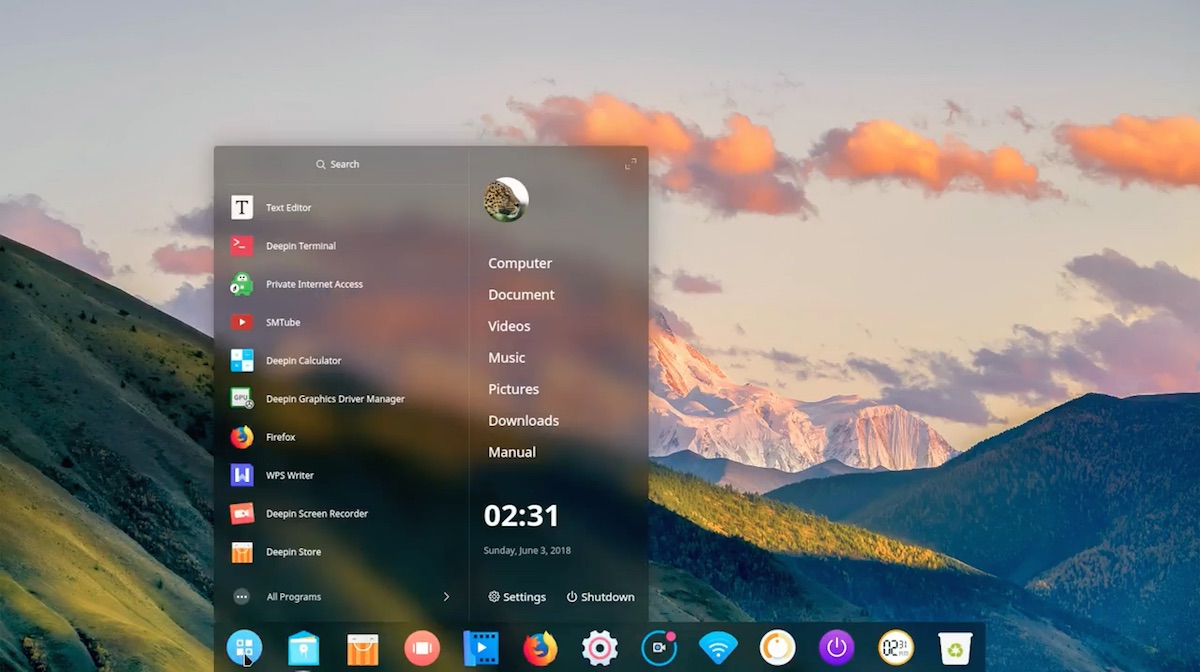 Search
T Text Editor
Deepin Terminal
Private Internet Access
SMTube
Deepin Calculator
GPU Deepin Graphics Driver Manager
Firefox
W WPS Writer
Deepin Screen Recorder
Deepin Store
All Programs
Computer
Document
Videos
Music
Pictures
Downloads
Manual
02:31
Sunday, June 3, 2018
Settings
Shutdown
02 31